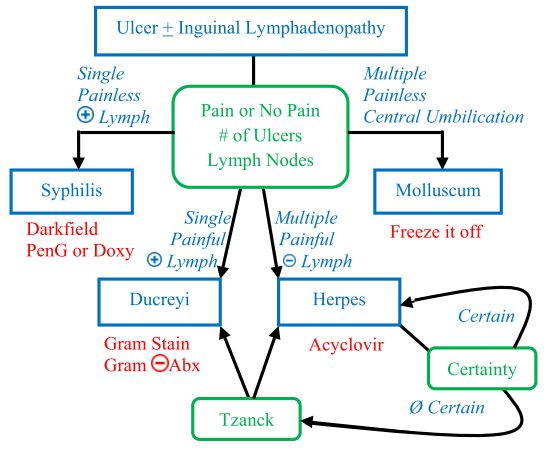 Ulcer ± Inguinal Lymphadenopathy
Single
Painless
⊕ Lymph
Pain or No Pain
# of Ulcers
Lymph Nodes
Multiple
Painless
Central Umbilication
Syphilis
Darkfield
PenG or Doxy
Molluscum
Freeze it off
Single
Painful
⊕ Lymph
Multiple
Painful
⊖ Lymph
Ducreyi
Gram Stain
Gram ⊖Abx
Herpes
Acyclovir
Certain
Certainty
Ø Certain
Tzanck